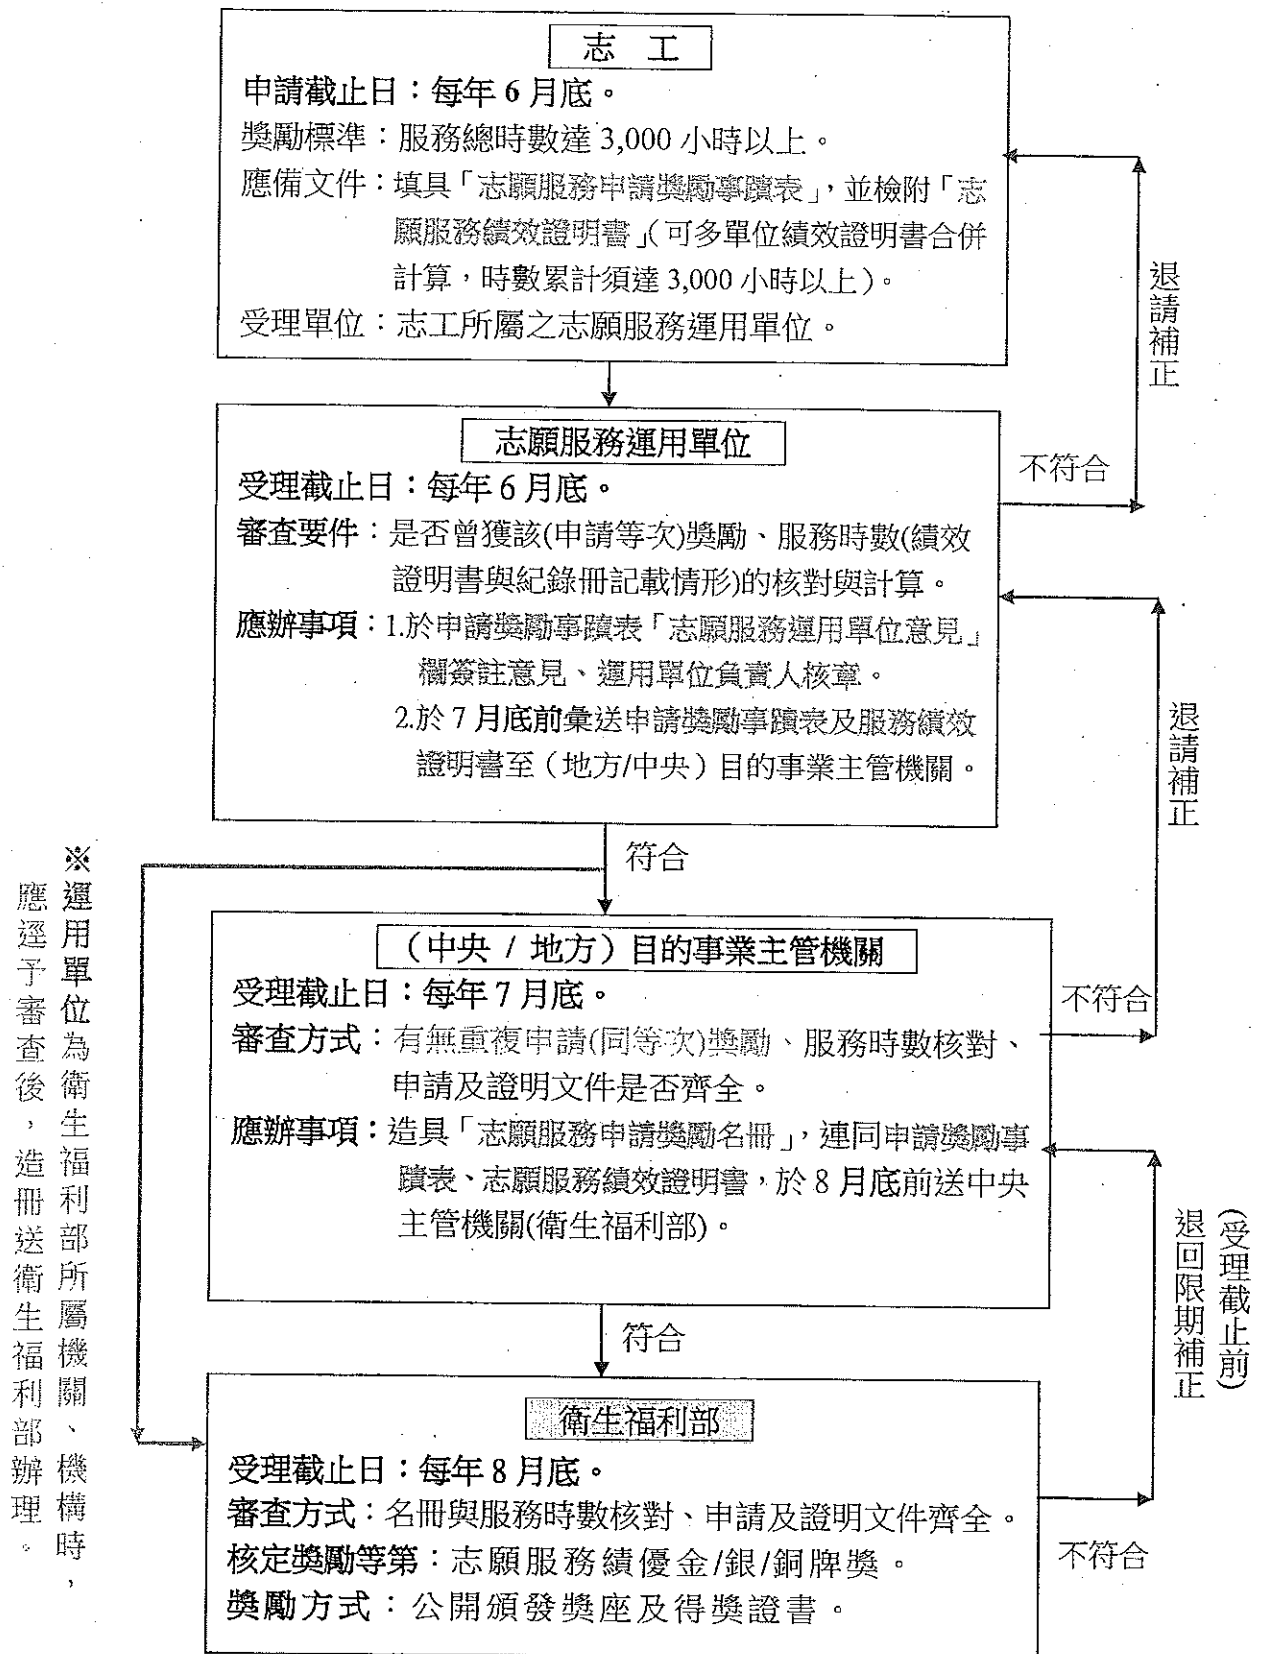 志 工
申請截止日：每年 6 月底。
獎勵標準：服務總時數達 3,000 小時以上。
應備文件：填具「志願服務申請獎勵事蹟表」，並檢附「志
願服務績效證明書」（可多單位績效證明書合併
計算，時數累計須達 3,000 小時以上）。
受理單位：志工所屬之志願服務運用單位。
退請補正
志願服務運用單位
受理截止日：每年 6 月底。
審查要件：是否曾獲該(申請等次)獎勵、服務時數(績效
證明書與紀錄冊記載情形)的核對與計算。
應辦事項：1.於申請獎勵事蹟表「志願服務運用單位意見」
欄簽註意見、運用單位負責人核章。
2.於 7 月底前彙送申請獎勵事蹟表及服務績效
證明書至（地方/中央）目的事業主管機關。
不符合
退請補正
符合
（中央 / 地方）目的事業主管機關
受理截止日：每年 7 月底。
審查方式：有無重複申請(同等次)獎勵、服務時數核對、
申請及證明文件是否齊全。
應辦事項：造具「志願服務申請獎勵名冊」，連同申請獎勵事
蹟表、志願服務績效證明書，於 8 月底前送中央
主管機關(衛生福利部)。
不符合
(受理截止前)
退回限期補正
符合
衛生福利部
受理截止日：每年 8 月底。
審查方式：名冊與服務時數核對、申請及證明文件齊全。
核定獎勵等第：志願服務績優金/銀/銅牌獎。
獎勵方式：公開頒發獎座及得獎證書。
不符合
※運用單位為衛生福利部所屬機關、機構時，
應逕予審查後，造冊送衛生福利部辦理。